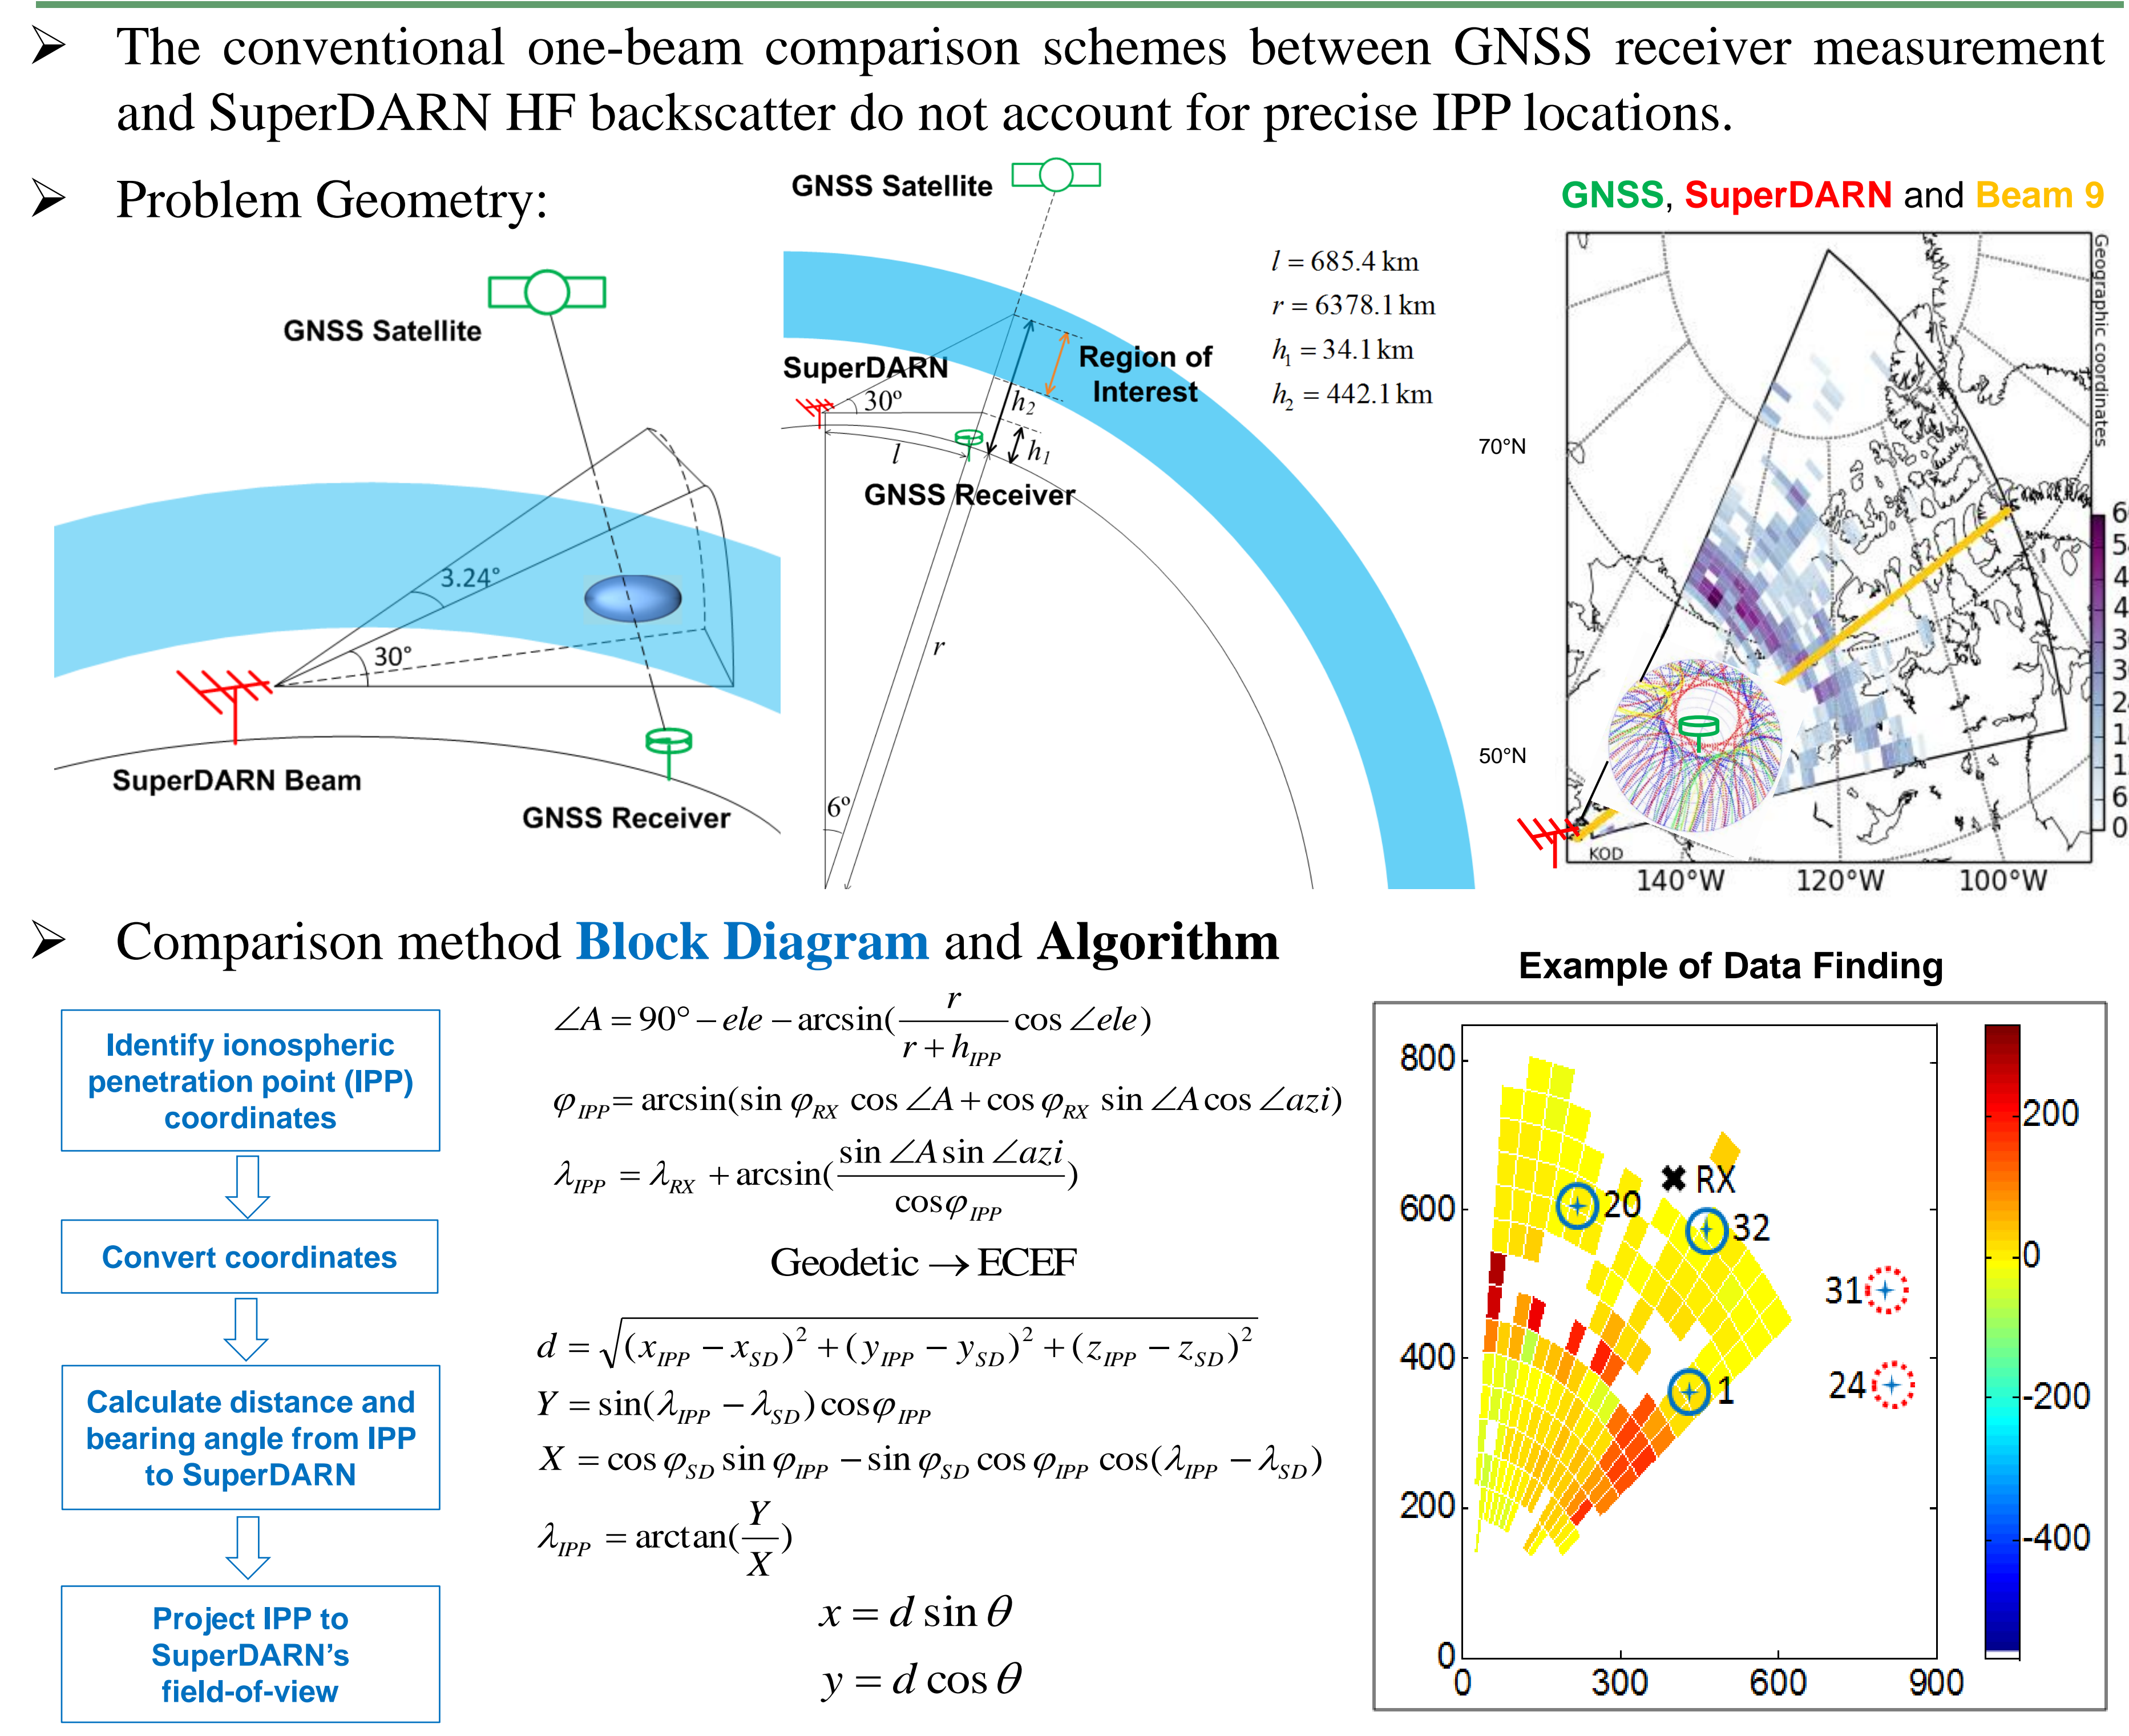 ➢ The conventional one-beam comparison schemes between GNSS receiver measurement
and SuperDARN HF backscatter do not account for precise IPP locations.
➢ Problem Geometry:
GNSS Satellite
3.24°
30°
SuperDARN Beam
GNSS Receiver
GNSS Satellite
SuperDARN
30º
Region of
Interest
h₂
h₁
l
GNSS Receiver
r
6º
l = 685.4 km
r = 6378.1 km
h₁ = 34.1 km
h₂ = 442.1 km
GNSS, SuperDARN and Beam 9
Geographic coordinates
70°N
50°N
KOD
140°W 120°W 100°W
➢ Comparison method Block Diagram and Algorithm
Identify ionospheric
penetration point (IPP)
coordinates
Convert coordinates
Calculate distance and
bearing angle from IPP
to SuperDARN
Project IPP to
SuperDARN's
field-of-view
∠A = 90° − ele − arcsin(r/(r + h_IPP) cos ∠ele)
φ_IPP = arcsin(sin φ_RX cos ∠A + cos φ_RX sin ∠A cos ∠azi)
λ_IPP = λ_RX + arcsin(sin ∠A sin ∠azi / cos φ_IPP)
Geodetic → ECEF
d = √((x_IPP − x_SD)² + (y_IPP − y_SD)² + (z_IPP − z_SD)²)
Y = sin(λ_IPP − λ_SD) cos φ_IPP
X = cos φ_SD sin φ_IPP − sin φ_SD cos φ_IPP cos(λ_IPP − λ_SD)
λ_IPP = arctan(Y/X)
x = d sin θ
y = d cos θ
Example of Data Finding
800
600
400
200
0
0 300 600 900
RX
20
32
31
24
1
200
0
-200
-400